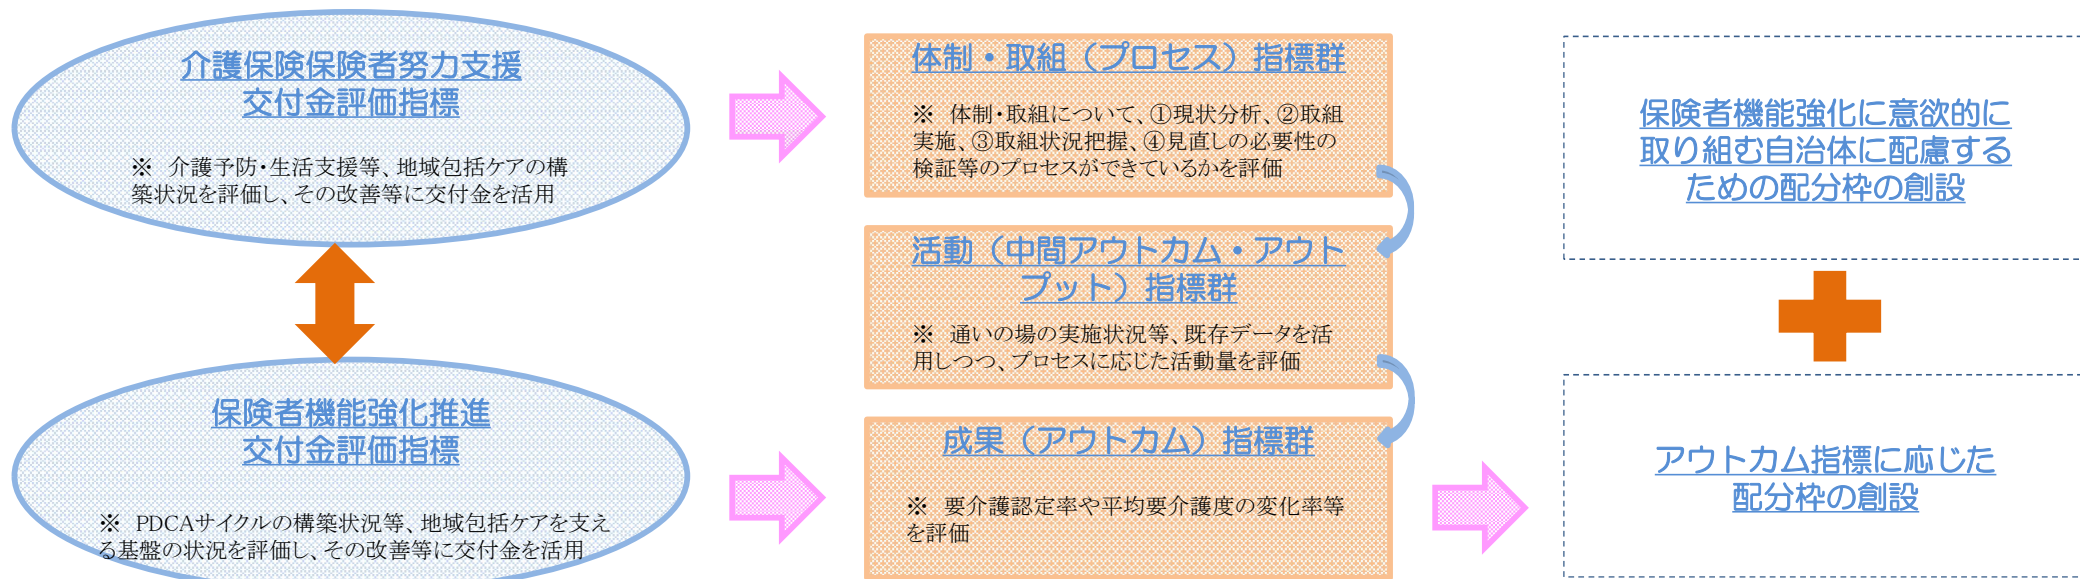 介護保険保険者努力支援
交付金評価指標
※　介護予防・生活支援等、地域包括ケアの構
築状況を評価し、その改善等に交付金を活用
保険者機能強化推進
交付金評価指標
※　PDCAサイクルの構築状況等、地域包括ケアを支え
る基盤の状況を評価し、その改善等に交付金を活用
体制・取組（プロセス）指標群
※　体制・取組について、①現状分析、②取組
実施、③取組状況把握、④見直しの必要性の
検証等のプロセスができているかを評価
活動（中間アウトカム・アウト
プット）指標群
※　通いの場の実施状況等、既存データを活
用しつつ、プロセスに応じた活動量を評価
成果（アウトカム）指標群
※　要介護認定率や平均要介護度の変化率等
を評価
保険者機能強化に意欲的に
取り組む自治体に配慮する
ための配分枠の創設
アウトカム指標に応じた
配分枠の創設